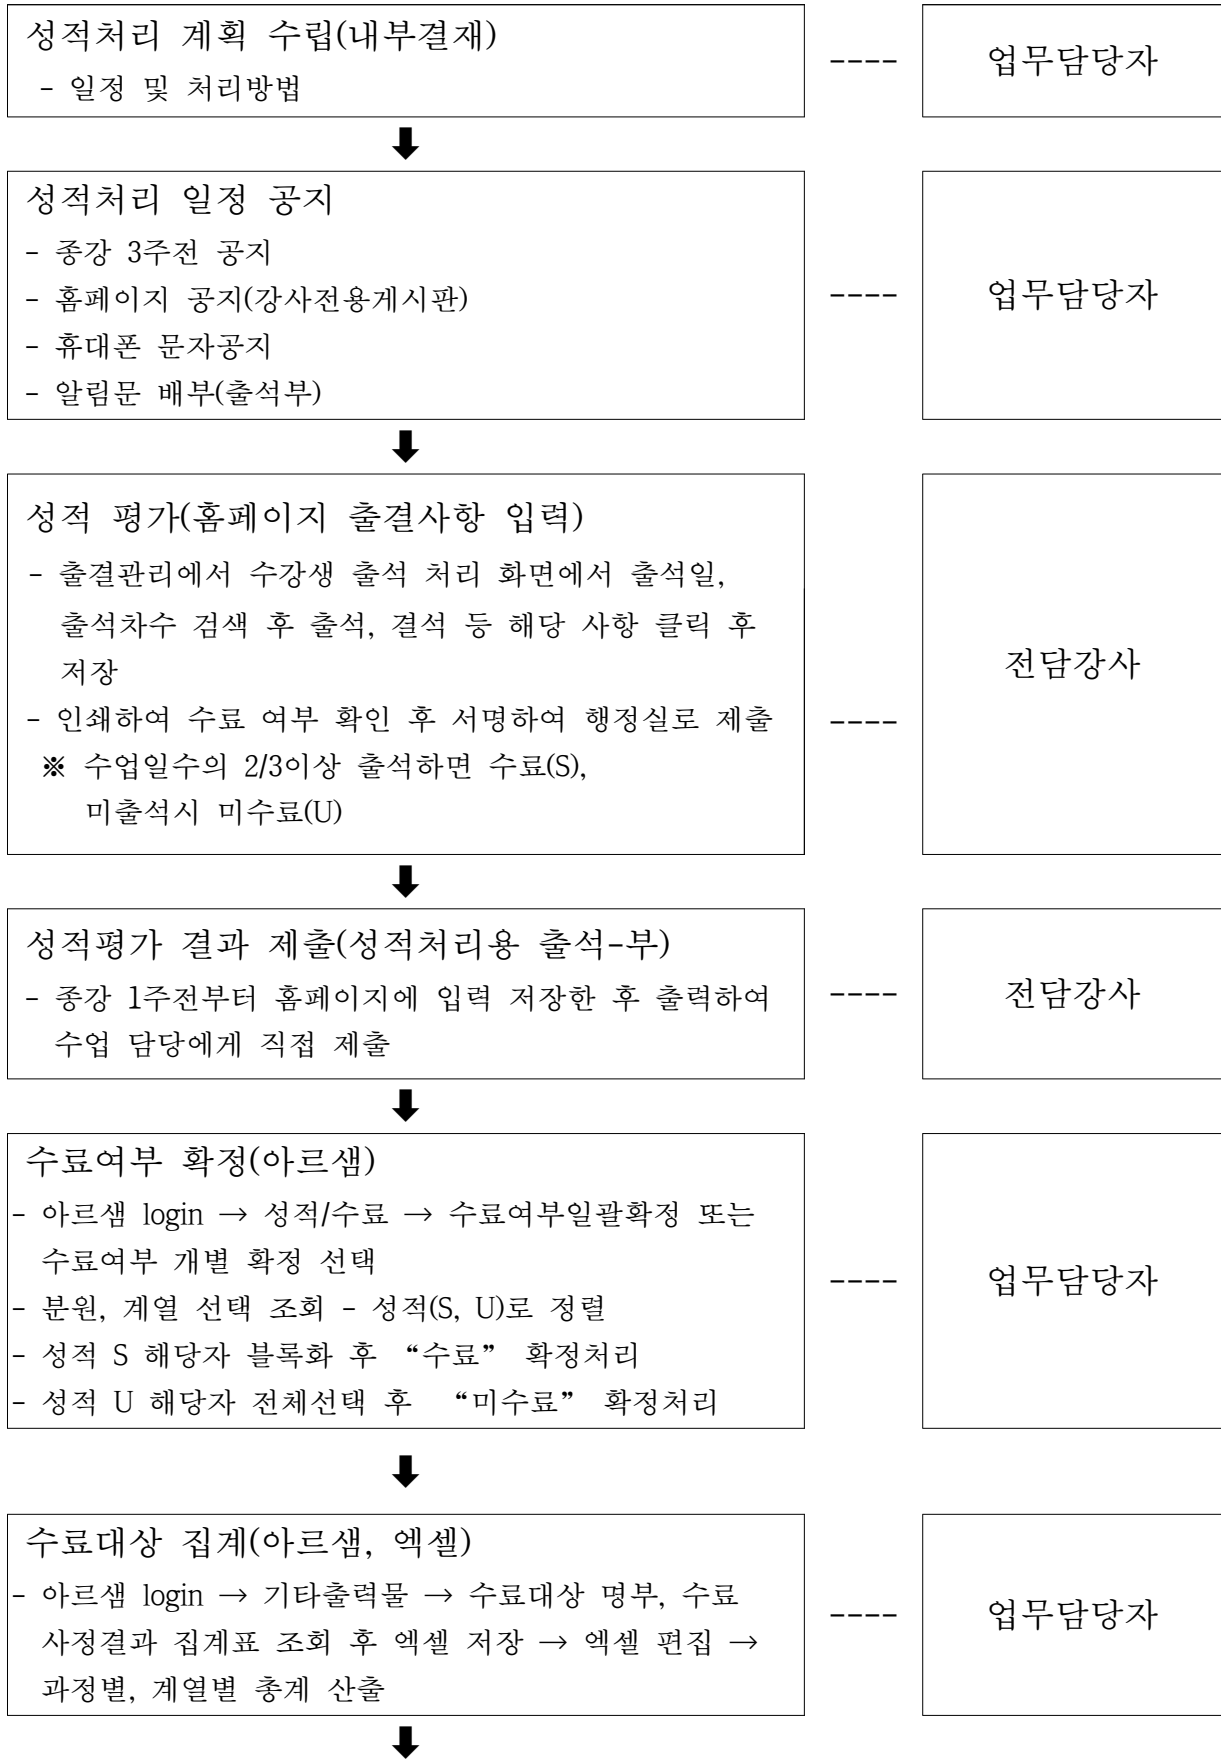 성적처리 계획 수립(내부결재)
- 일정 및 처리방법
----
업무담당자
성적처리 일정 공지
- 종강 3주전 공지
- 홈페이지 공지(강사전용게시판)
- 휴대폰 문자공지
- 알림문 배부(출석부)
----
업무담당자
성적 평가(홈페이지 출결사항 입력)
- 출결관리에서 수강생 출석 처리 화면에서 출석일,
출석차수 검색 후 출석, 결석 등 해당 사항 클릭 후
저장
- 인쇄하여 수료 여부 확인 후 서명하여 행정실로 제출
※ 수업일수의 2/3이상 출석하면 수료(S),
미출석시 미수료(U)
----
전담강사
성적평가 결과 제출(성적처리용 출석-부)
- 종강 1주전부터 홈페이지에 입력 저장한 후 출력하여
수업 담당에게 직접 제출
----
전담강사
수료여부 확정(아르샘)
- 아르샘 login → 성적/수료 → 수료여부일괄확정 또는
수료여부 개별 확정 선택
- 분원, 계열 선택 조회 - 성적(S, U)로 정렬
- 성적 S 해당자 블록화 후 “수료” 확정처리
- 성적 U 해당자 전체선택 후 “미수료” 확정처리
----
업무담당자
수료대상 집계(아르샘, 엑셀)
- 아르샘 login → 기타출력물 → 수료대상 명부, 수료
사정결과 집계표 조회 후 엑셀 저장 → 엑셀 편집 →
과정별, 계열별 총계 산출
----
업무담당자